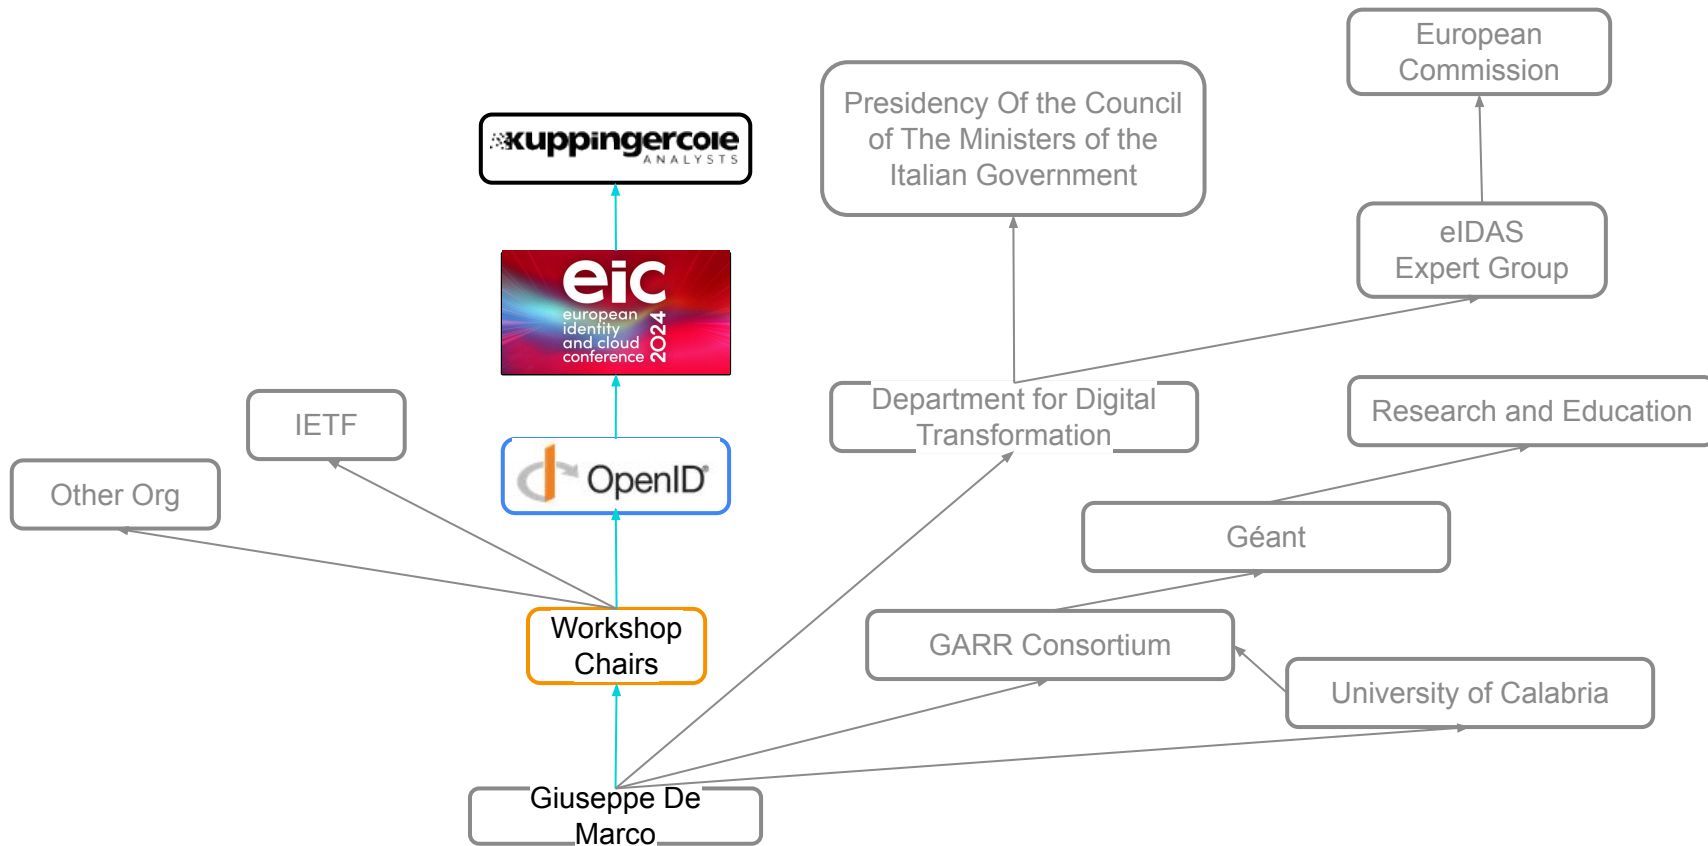 European
Commission
Presidency Of the Council
of The Ministers of the
Italian Government
kuppingercole
ANALYSTS
eIDAS
Expert Group
eic
european
identity
and cloud
conference
2024
Department for Digital
Transformation
Research and Education
IETF
OpenID®
Other Org
Géant
Workshop
Chairs
GARR Consortium
University of Calabria
Giuseppe De
Marco